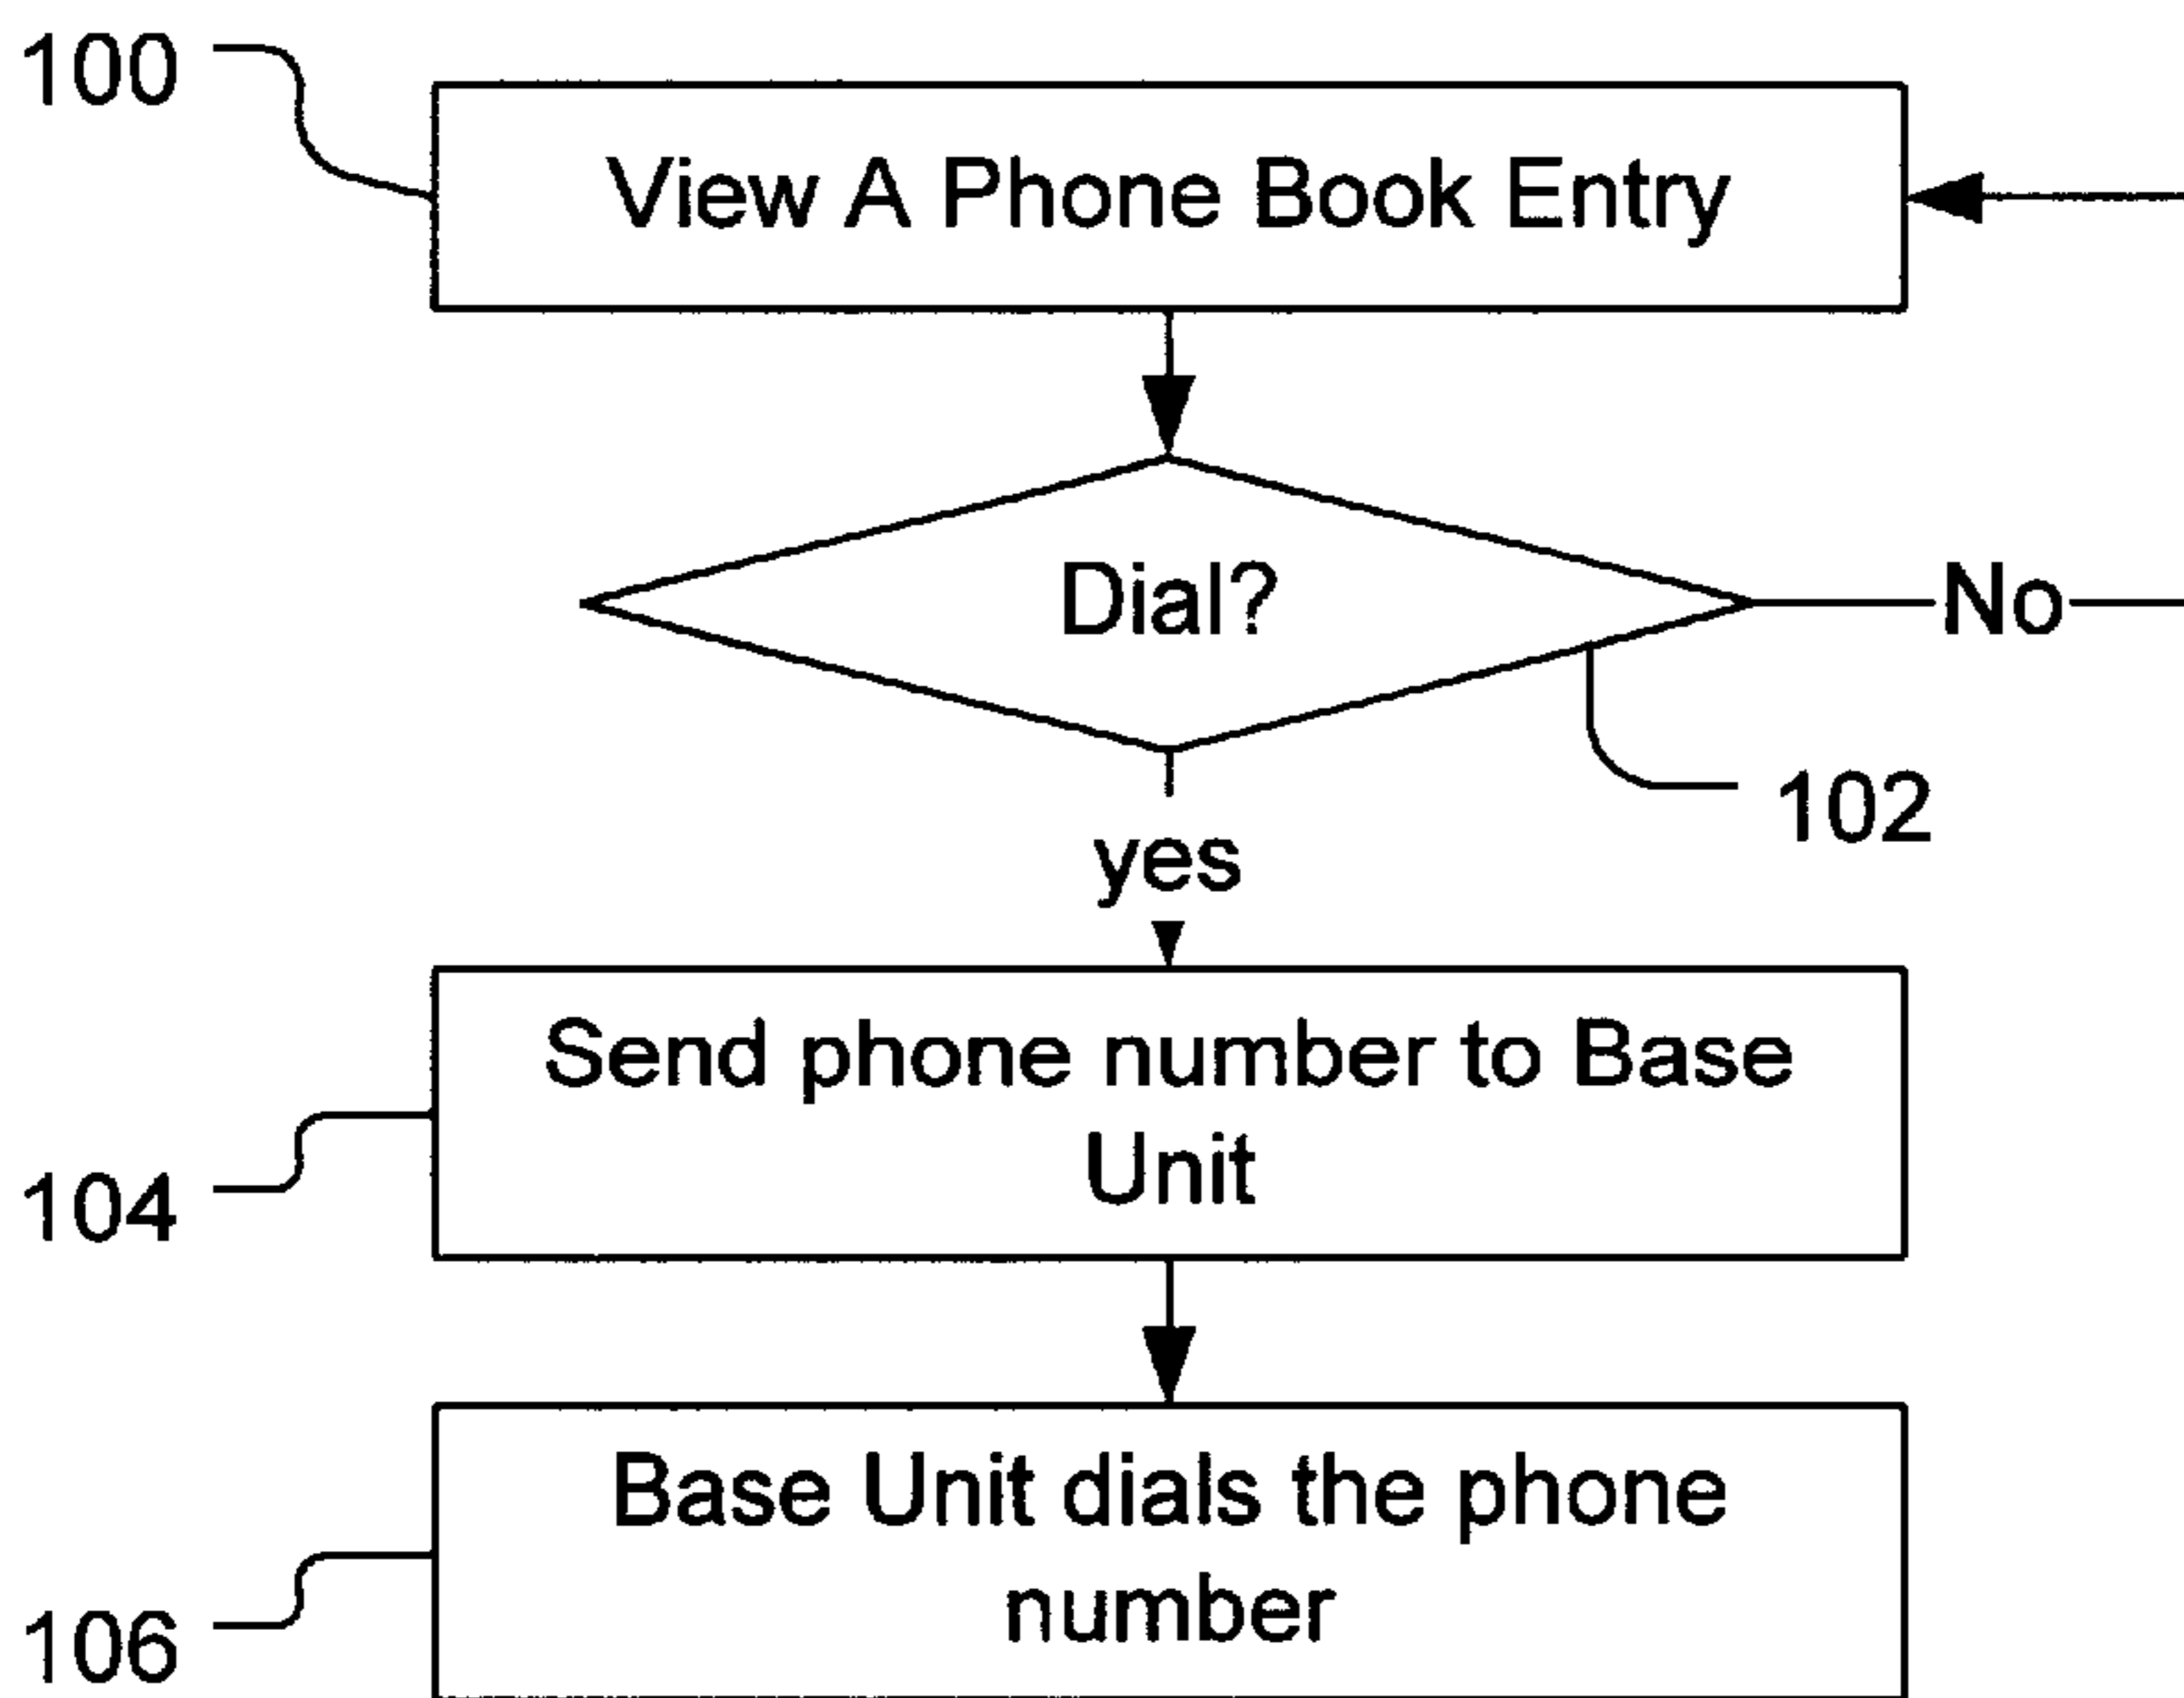 100
View A Phone Book Entry
Dial?
No
102
yes
Send phone number to Base
Unit
104
Base Unit dials the phone
number
106